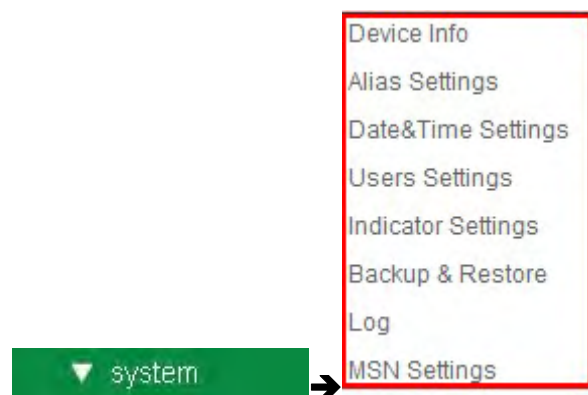 Device Info
Alias Settings
Date&Time Settings
Users Settings
Indicator Settings
Backup & Restore
Log
system
MSN Settings